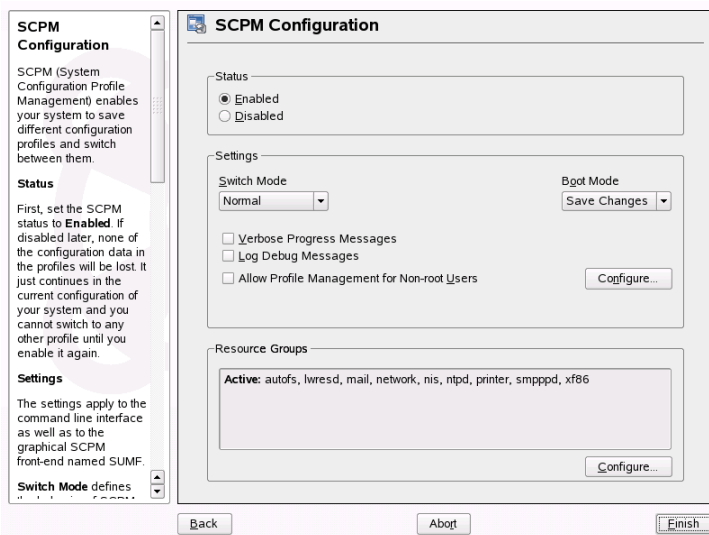 SCPM
Configuration
SCPM (System
Configuration Profile
Management) enables
your system to save
different configuration
profiles and switch
between them.
Status
First, set the SCPM
status to Enabled. If
disabled later, none of
the configuration data in
the profiles will be lost. It
just continues in the
current configuration of
your system and you
cannot switch to any
other profile until you
enable it again.
Settings
The settings apply to the
command line interface
as well as to the
graphical SCPM
front-end named SUMF.
Switch Mode defines
SCPM Configuration
Status
Enabled
Disabled
Settings
Switch Mode
Boot Mode
Normal
Save Changes
Verbose Progress Messages
Log Debug Messages
Allow Profile Management for Non-root Users
Configure...
Resource Groups
Active: autofs, lwresd, mail, network, nis, ntpd, printer, smpppd, xf86
Configure...
Back
Abort
Finish